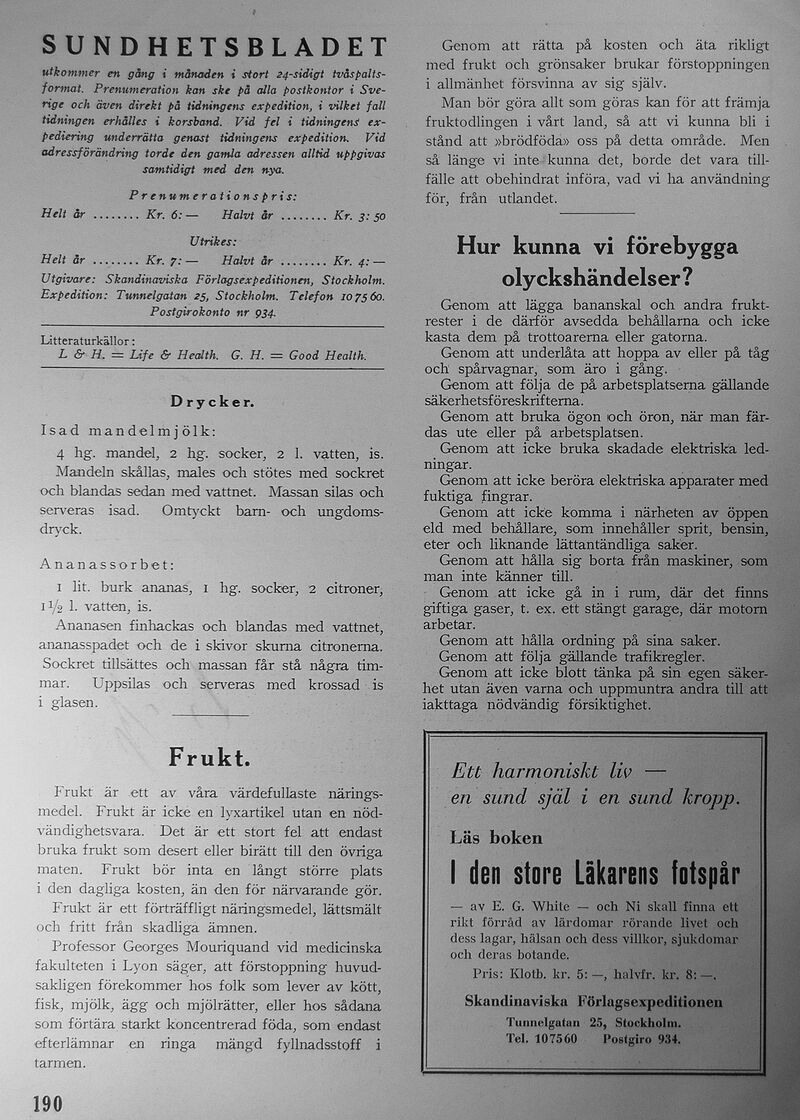 SUNDHETSBLADET
utkommer en gång i månaden i stort 24-sidigt tvåspalts-
format. Prenumeration kan ske på alla postkontor i Sve-
rige och även direkt på tidningens expedition, i vilket fall
tidningen erhålles i korsband. Vid fel i tidningens ex-
pediering underrätta genast tidningens expedition. Vid
adressförändring torde den gamla adressen alltid uppgivas
samtidigt med den nya.
Prenumerationspris:
Helt år ........ Kr. 6: — Halvt år ........ Kr. 3: 50
Utrikes:
Helt år ........ Kr. 7: — Halvt år ........ Kr. 4: —
Utgivare: Skandinaviska Förlagsexpeditionen, Stockholm.
Expedition: Tunnelgatan 25, Stockholm. Telefon 107560.
Postgirokonto nr 934.
Litteraturkällor:
L & H. = Life & Health. G. H. = Good Health.
Drycker.
Isad mandelmjölk:
4 hg. mandel, 2 hg. socker, 2 l. vatten, is.
Mandeln skållas, males och stötes med sockret
och blandas sedan med vattnet. Massan silas och
serveras isad. Omtyckt barn- och ungdoms-
dryck.
Ananassorbet:
1 lit. burk ananas, 1 hg. socker, 2 citroner,
1 1/2 l. vatten, is.
Ananasen finhackas och blandas med vattnet,
ananasspadet och de i skivor skurna citronerna.
Sockret tillsättes och massan får stå några tim-
mar. Uppsilas och serveras med krossad is
i glasen.
Frukt.
Frukt är ett av våra värdefullaste närings-
medel. Frukt är icke en lyxartikel utan en nöd-
vändighetsvara. Det är ett stort fel att endast
bruka frukt som desert eller birätt till den övriga
maten. Frukt bör inta en långt större plats
i den dagliga kosten, än den för närvarande gör.
Frukt är ett förträffligt näringsmedel, lättsmält
och fritt från skadliga ämnen.
Professor Georges Mouriquand vid medicinska
fakulteten i Lyon säger, att förstoppning huvud-
sakligen förekommer hos folk som lever av kött,
fisk, mjölk, ägg och mjölrätter, eller hos sådana
som förtära starkt koncentrerad föda, som endast
efterlämnar en ringa mängd fyllnadsstoff i
tarmen.
190
Genom att rätta på kosten och äta rikligt
med frukt och grönsaker brukar förstoppningen
i allmänhet försvinna av sig själv.
Man bör göra allt som göras kan för att främja
fruktodlingen i vårt land, så att vi kunna bli i
stånd att »brödföda» oss på detta område. Men
så länge vi inte kunna det, borde det vara till-
fälle att obehindrat införa, vad vi ha användning
för, från utlandet.
Hur kunna vi förebygga
olyckshändelser?
Genom att lägga bananskal och andra frukt-
rester i de därför avsedda behållarna och icke
kasta dem på trottoarerna eller gatorna.
Genom att underlåta att hoppa av eller på tåg
och spårvagnar, som äro i gång.
Genom att följa de på arbetsplatserna gällande
säkerhetsföreskrifterna.
Genom att bruka ögon och öron, när man fär-
das ute eller på arbetsplatsen.
Genom att icke bruka skadade elektriska led-
ningar.
Genom att icke beröra elektriska apparater med
fuktiga fingrar.
Genom att icke komma i närheten av öppen
eld med behållare, som innehåller sprit, bensin,
eter och liknande lättantändliga saker.
Genom att hålla sig borta från maskiner, som
man inte känner till.
Genom att icke gå in i rum, där det finns
giftiga gaser, t. ex. ett stängt garage, där motorn
arbetar.
Genom att hålla ordning på sina saker.
Genom att följa gällande trafikregler.
Genom att icke blott tänka på sin egen säker-
het utan även varna och uppmuntra andra till att
iakttaga nödvändig försiktighet.
Ett harmoniskt liv —
en sund själ i en sund kropp.
Läs boken
I den store Läkarens fotspår
— av E. G. White — och Ni skall finna ett
rikt förråd av lärdomar rörande livet och
dess lagar, hälsan och dess villkor, sjukdomar
och deras botande.
Pris: Klotb. kr. 5: —, halvfr. kr. 8: —.
Skandinaviska Förlagsexpeditionen
Tunnelgatan 25, Stockholm.
Tel. 107560 Postgiro 934.